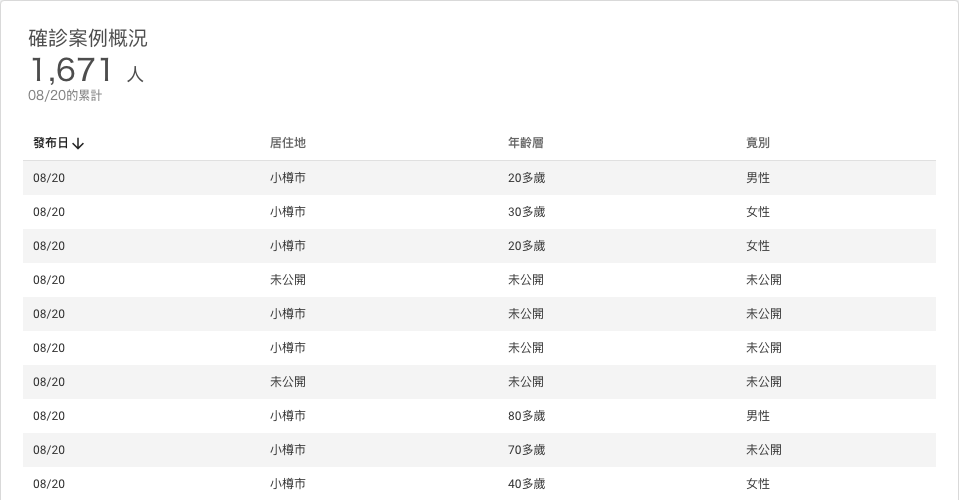 確診案例概況
1,671 人
08/20的累計
發布日↓ 居住地 年齡層 竟別
08/20 小樽市 20多歲 男性
08/20 小樽市 30多歲 女性
08/20 小樽市 20多歲 女性
08/20 未公開 未公開 未公開
08/20 小樽市 未公開 未公開
08/20 小樽市 未公開 未公開
08/20 未公開 未公開 未公開
08/20 小樽市 80多歲 男性
08/20 小樽市 70多歲 未公開
08/20 小樽市 40多歲 女性